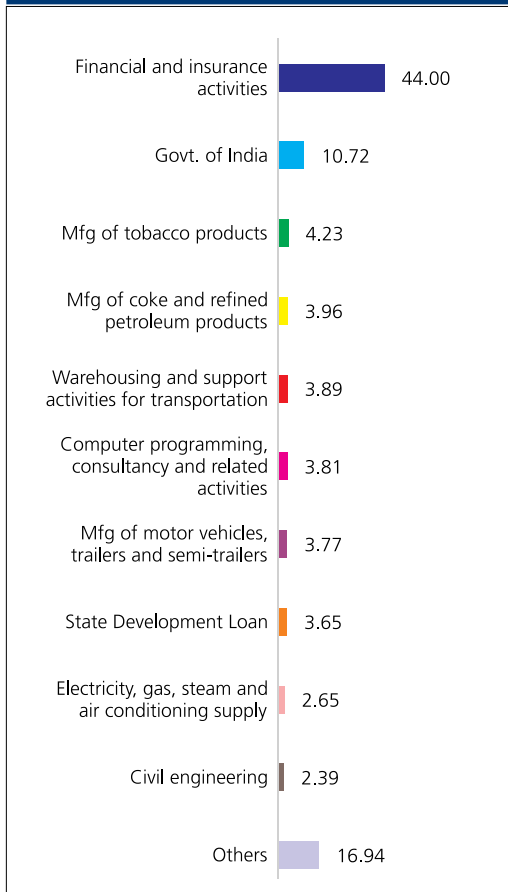 Financial and insurance
activities
44.00
Govt. of India
10.72
Mfg of tobacco products
4.23
Mfg of coke and refined
petroleum products
3.96
Warehousing and support
activities for transportation
3.89
Computer programming,
consultancy and related
activities
3.81
Mfg of motor vehicles,
trailers and semi-trailers
3.77
State Development Loan
3.65
Electricity, gas, steam and
air conditioning supply
2.65
Civil engineering
2.39
Others
16.94